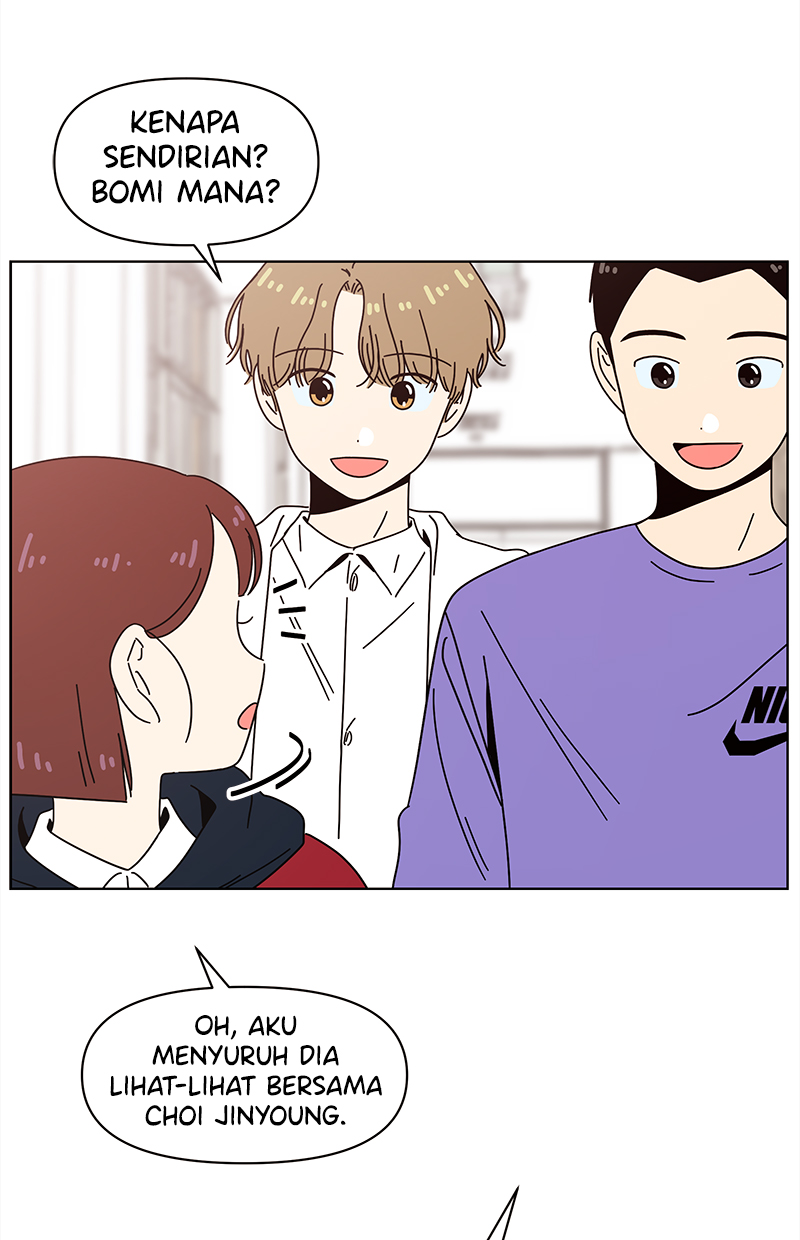 KENAPA
SENDIRIAN?
BOMI MANA?
OH, AKU
MENYURUH DIA
LIHAT-LIHAT BERSAMA
CHOI JINYOUNG.